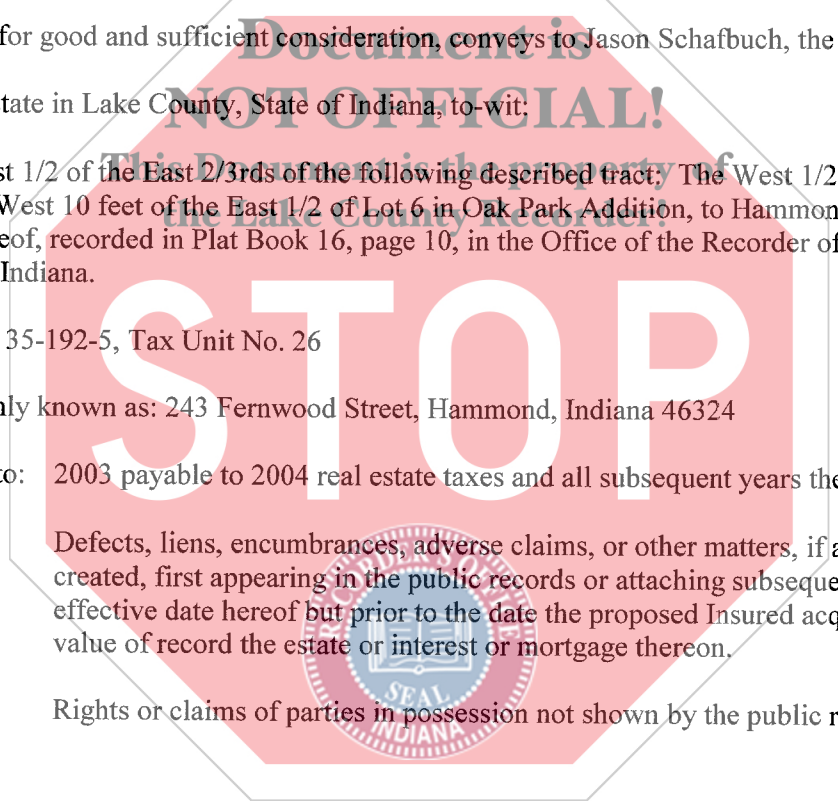 for good and sufficient consideration, conveys to Jason Schafbuch, the
tate in Lake County, State of Indiana, to-wit:
st 1/2 of the East 2/3rds of the following described tract: The West 1/2
West 10 feet of the East 1/2 of Lot 6 in Oak Park Addition, to Hammon
eof, recorded in Plat Book 16, page 10, in the Office of the Recorder of
Indiana.
35-192-5, Tax Unit No. 26
nly known as: 243 Fernwood Street, Hammond, Indiana 46324
to: 2003 payable to 2004 real estate taxes and all subsequent years the
Defects, liens, encumbrances, adverse claims, or other matters, if a
created, first appearing in the public records or attaching subseque
effective date hereof but prior to the date the proposed Insured acq
value of record the estate or interest or mortgage thereon.
Rights or claims of parties in possession not shown by the public r
Document is
NOT OFFICIAL!
This Document is the property of
the Lake County Recorder!
STOP
RECORDER'S OFFICE
SEAL
INDIANA